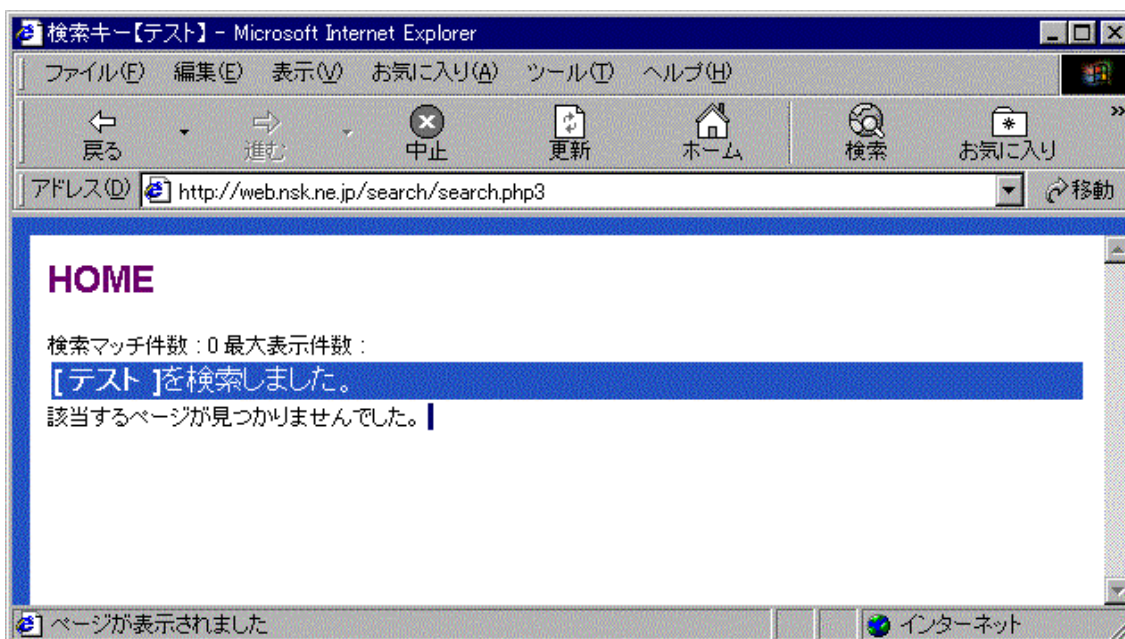 検索キー【テスト】 - Microsoft Internet Explorer
ファイル(F) 編集(E) 表示(V) お気に入り(A) ツール(T) ヘルプ(H)
戻る 進む 中止 更新 ホーム 検索 お気に入り »
アドレス(D) http://web.nsk.ne.jp/search/search.php3 移動
HOME
検索マッチ件数 : 0 最大表示件数 :
[ テスト ]を検索しました。
該当するページが見つかりませんでした。
ページが表示されました インターネット